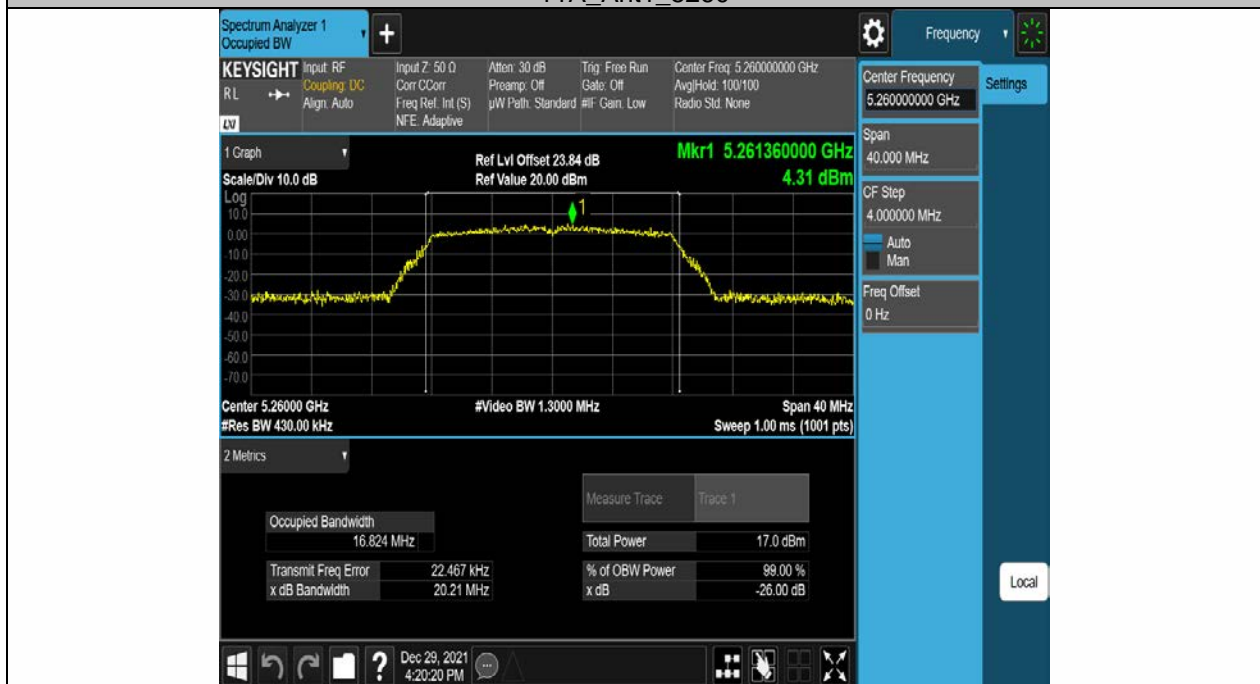 Spectrum Analyzer 1
Occupied BW
+
Frequency
KEYSIGHT
RL
LXI
Input: RF
Coupling: DC
Align: Auto
Input Z: 50 Ω
Corr CCorr
Freq Ref: Int (S)
NFE: Adaptive
Atten: 30 dB
Preamp: Off
µW Path: Standard
Trig: Free Run
Gate: Off
#IF Gain: Low
Center Freq: 5.260000000 GHz
Avg|Hold: 100/100
Radio Std: None
Center Frequency
5.260000000 GHz
Settings
Span
40.000 MHz
CF Step
4.000000 MHz
Auto
Man
Freq Offset
0 Hz
1 Graph
Scale/Div 10.0 dB
Ref Lvl Offset 23.84 dB
Ref Value 20.00 dBm
Mkr1 5.261360000 GHz
4.31 dBm
Log
10.0
0.00
-10.0
-20.0
-30.0
-40.0
-50.0
-60.0
-70.0
1
Center 5.26000 GHz
#Video BW 1.3000 MHz
Span 40 MHz
#Res BW 430.00 kHz
Sweep 1.00 ms (1001 pts)
2 Metrics
Measure Trace Trace 1
Occupied Bandwidth
16.824 MHz
Total Power 17.0 dBm
Transmit Freq Error 22.467 kHz
% of OBW Power 99.00 %
x dB Bandwidth 20.21 MHz
x dB -26.00 dB
Local
?
Dec 29, 2021
4:20:20 PM